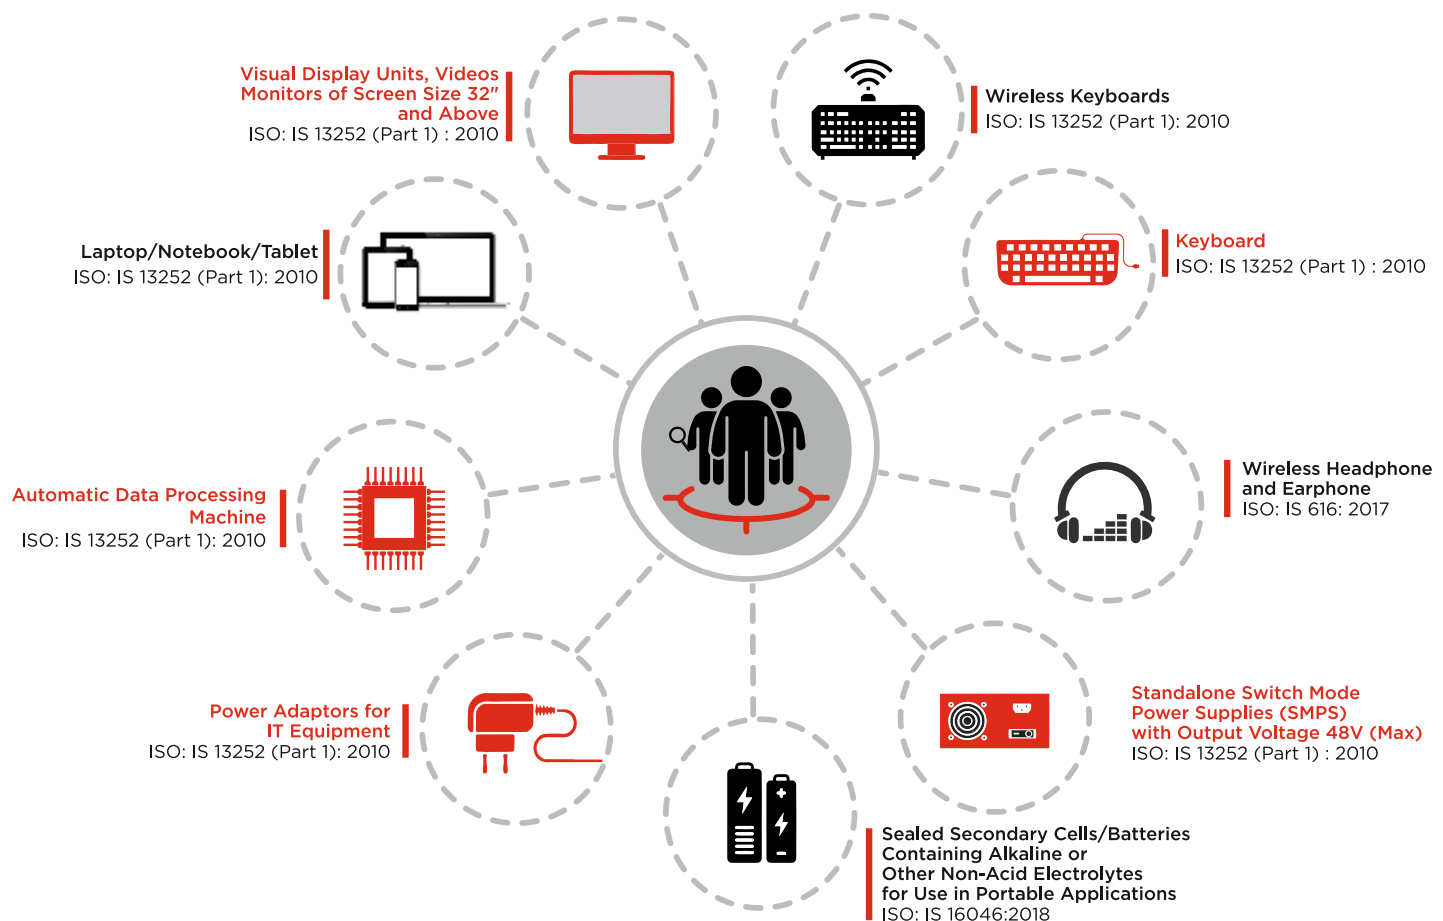 Visual Display Units, Videos
Monitors of Screen Size 32"
and Above
ISO: IS 13252 (Part 1) : 2010
Wireless Keyboards
ISO: IS 13252 (Part 1): 2010
Laptop/Notebook/Tablet
ISO: IS 13252 (Part 1): 2010
Keyboard
ISO: IS 13252 (Part 1) : 2010
Automatic Data Processing
Machine
ISO: IS 13252 (Part 1): 2010
Wireless Headphone
and Earphone
ISO: IS 616: 2017
Power Adaptors for
IT Equipment
ISO: IS 13252 (Part 1): 2010
Standalone Switch Mode
Power Supplies (SMPS)
with Output Voltage 48V (Max)
ISO: IS 13252 (Part 1) : 2010
Sealed Secondary Cells/Batteries
Containing Alkaline or
Other Non-Acid Electrolytes
for Use in Portable Applications
ISO: IS 16046:2018